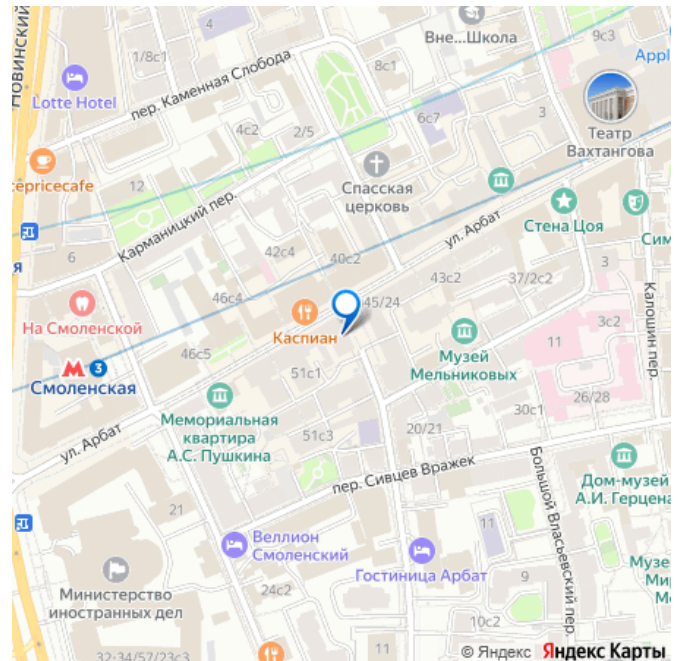 Новинский
1/8с1
Вне...Школа
9с3
Appl
Lotte Hotel
пер. Каменная Слобода
8с1
4с2
2/5
6с7
3
Театр
Вахтангова
cepricecafe
12
Спасская
церковь
Стена Цоя
Сим
Карманицкий пер.
ул. Арбат
6
я
42с4
40с2
43с2
37/2с2
3
Калошин пер.
46с4
45/24
На Смоленской
Каспиан
3с2
11
Музей
Мельниковых
46с5
3
Смоленская
51с1
26/28
30с1
Мемориальная
квартира
А.С. Пушкина
51с3
20/21
ул. Арбат
пер. Сивцев Вражек
Большой Власьевский пер.
Дом-музей
А.И. Герцена
21
11
Веллион
Смоленский
Гостиница Арбат
9
Музе
Ми
М
Министерство
иностранных дел
24с2
10с2
32-34/57/23с3
11
© Яндекс Яндекс Карты